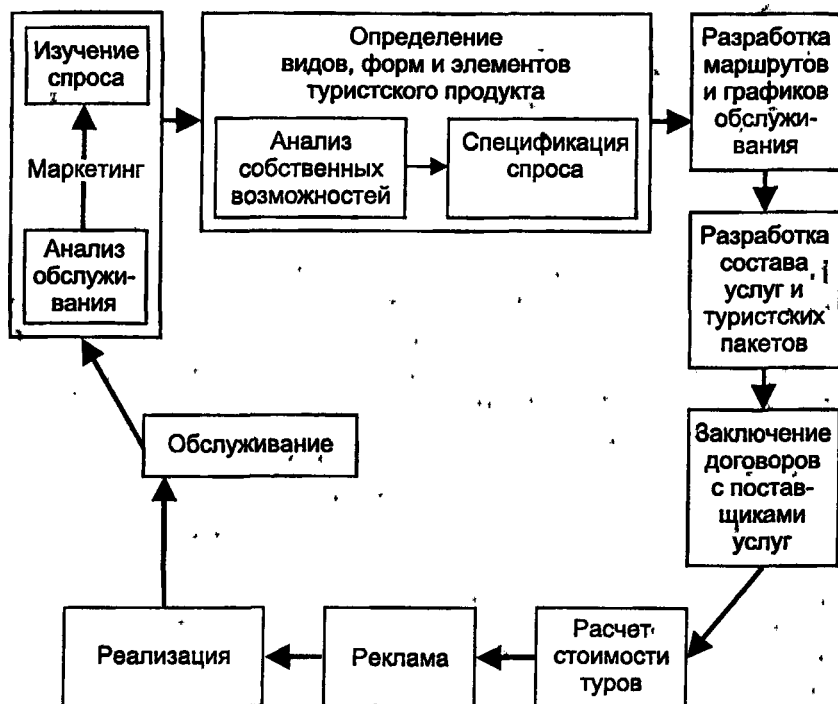 Изучение
спроса
Маркетинг
Анализ
обслужи-
вания
Определение
видов, форм и элементов
туристского продукта
Анализ
собственных
возможностей
Спецификация
спроса
Разработка
маршрутов
и графиков
обслужи-
вания
Разработка
состава
услуг и
туристских
пакетов
Заключение
договоров
с постав-
щиками
услуг
Расчет
стоимости
туров
Реклама
Реализация
Обслуживание